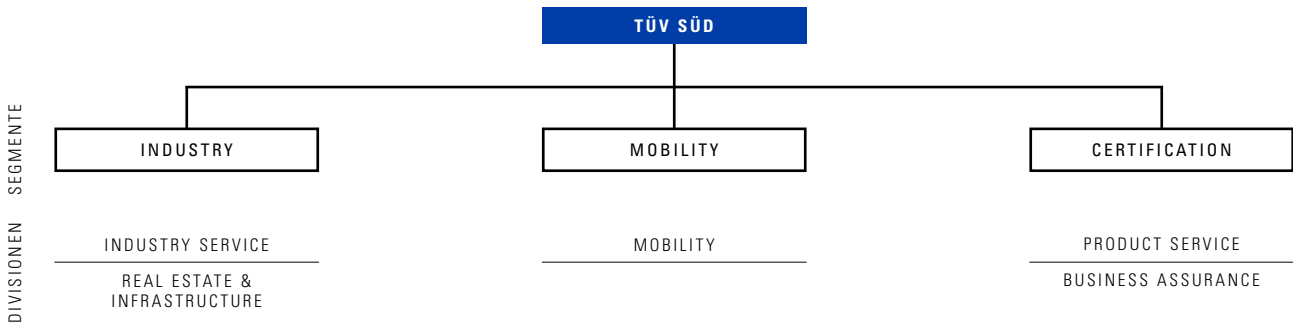 TÜV SÜD
SEGMENTE
INDUSTRY
MOBILITY
CERTIFICATION
DIVISIONEN
INDUSTRY SERVICE
MOBILITY
PRODUCT SERVICE
REAL ESTATE &
INFRASTRUCTURE
BUSINESS ASSURANCE